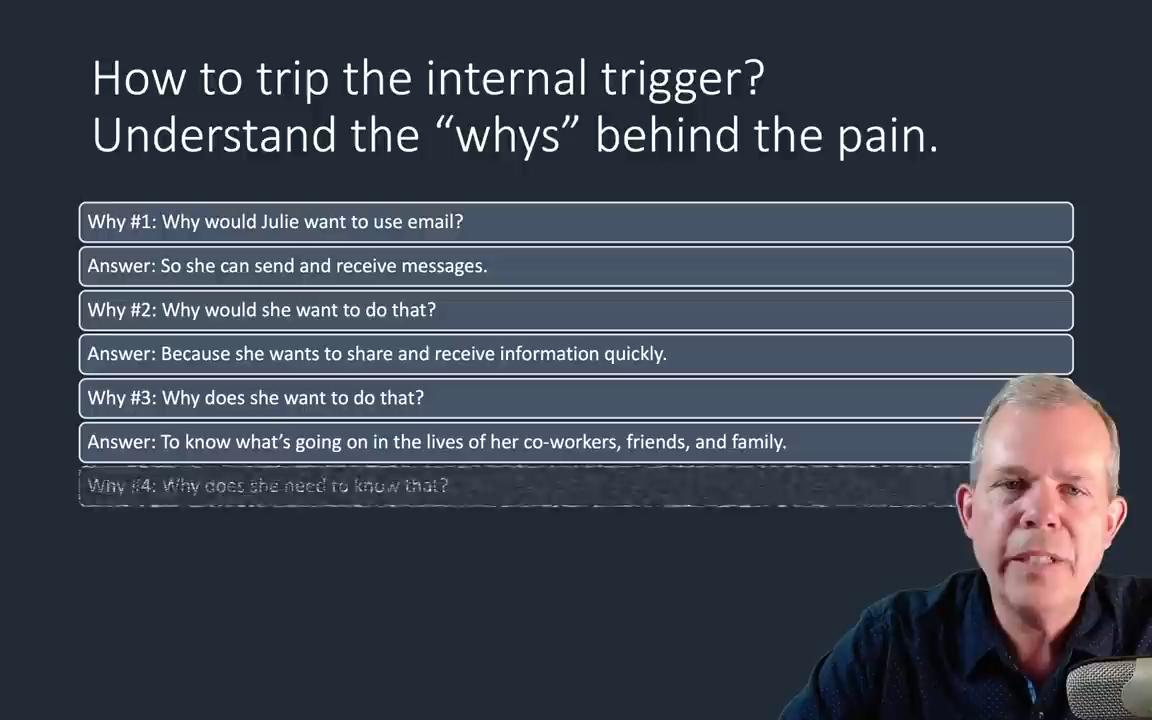 How to trip the internal trigger?
Understand the “whys” behind the pain.
Why #1: Why would Julie want to use email?
Answer: So she can send and receive messages.
Why #2: Why would she want to do that?
Answer: Because she wants to share and receive information quickly.
Why #3: Why does she want to do that?
Answer: To know what’s going on in the lives of her co-workers, friends, and family.
Why #4: Why does she need to know that?